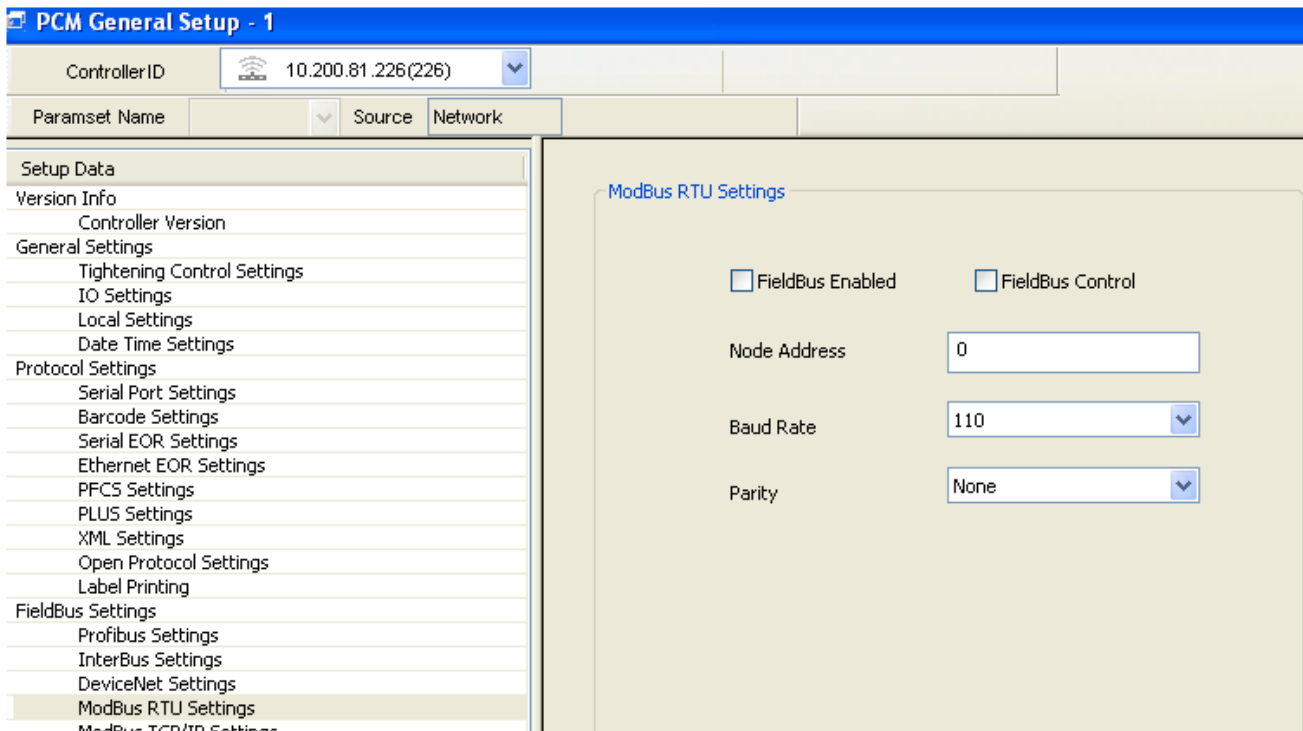 PCM General Setup - 1
ControllerID 10.200.81.226(226)
Paramset Name Source Network
Setup Data
Version Info
Controller Version
General Settings
Tightening Control Settings
IO Settings
Local Settings
Date Time Settings
Protocol Settings
Serial Port Settings
Barcode Settings
Serial EOR Settings
Ethernet EOR Settings
PFCS Settings
PLUS Settings
XML Settings
Open Protocol Settings
Label Printing
FieldBus Settings
Profibus Settings
InterBus Settings
DeviceNet Settings
ModBus RTU Settings
ModBus TCP/IP Settings
ModBus RTU Settings
FieldBus Enabled FieldBus Control
Node Address 0
Baud Rate 110
Parity None